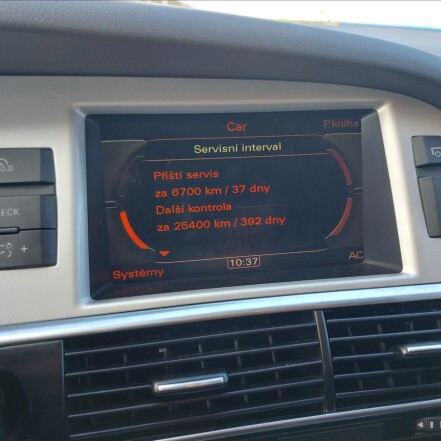 Car
P.kniha
Servisní interval
Příští servis
za 6700 km / 37 dny
Další kontrola
za 25400 km / 392 dny
Systémy
10:37
AC